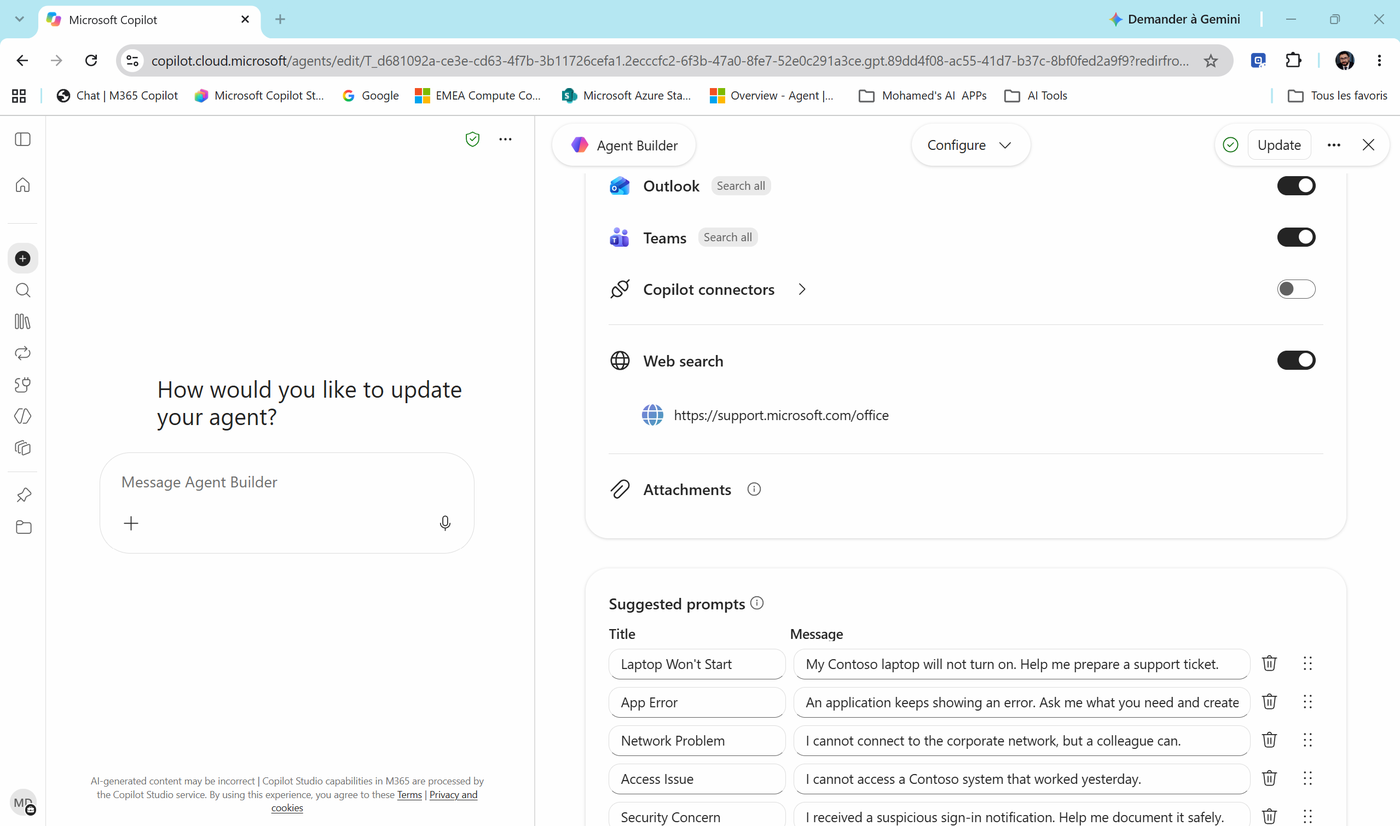 Microsoft Copilot
Demander à Gemini
copilot.cloud.microsoft/agents/edit/T_d681092a-ce3e-cd63-4f7b-3b11726cefa1.2ecccfc2-6f3b-47a0-8fe7-52e0c291a3ce.gpt.89dd4f08-ac55-41d7-b37c-8bf0fed2a9f9?redirfro...
Chat | M365 Copilot
Microsoft Copilot St...
Google
EMEA Compute Co...
Microsoft Azure Sta...
Overview - Agent |...
Mohamed's AI APPs
AI Tools
Tous les favoris
Agent Builder
Configure
Update
Outlook Search all
Teams Search all
Copilot connectors
Web search
https://support.microsoft.com/office
Attachments
How would you like to update
your agent?
Message Agent Builder
Suggested prompts
Title Message
Laptop Won't Start My Contoso laptop will not turn on. Help me prepare a support ticket.
App Error An application keeps showing an error. Ask me what you need and create
Network Problem I cannot connect to the corporate network, but a colleague can.
Access Issue I cannot access a Contoso system that worked yesterday.
Security Concern I received a suspicious sign-in notification. Help me document it safely.
AI-generated content may be incorrect | Copilot Studio capabilities in M365 are processed by
the Copilot Studio service. By using this experience, you agree to these Terms | Privacy and
cookies